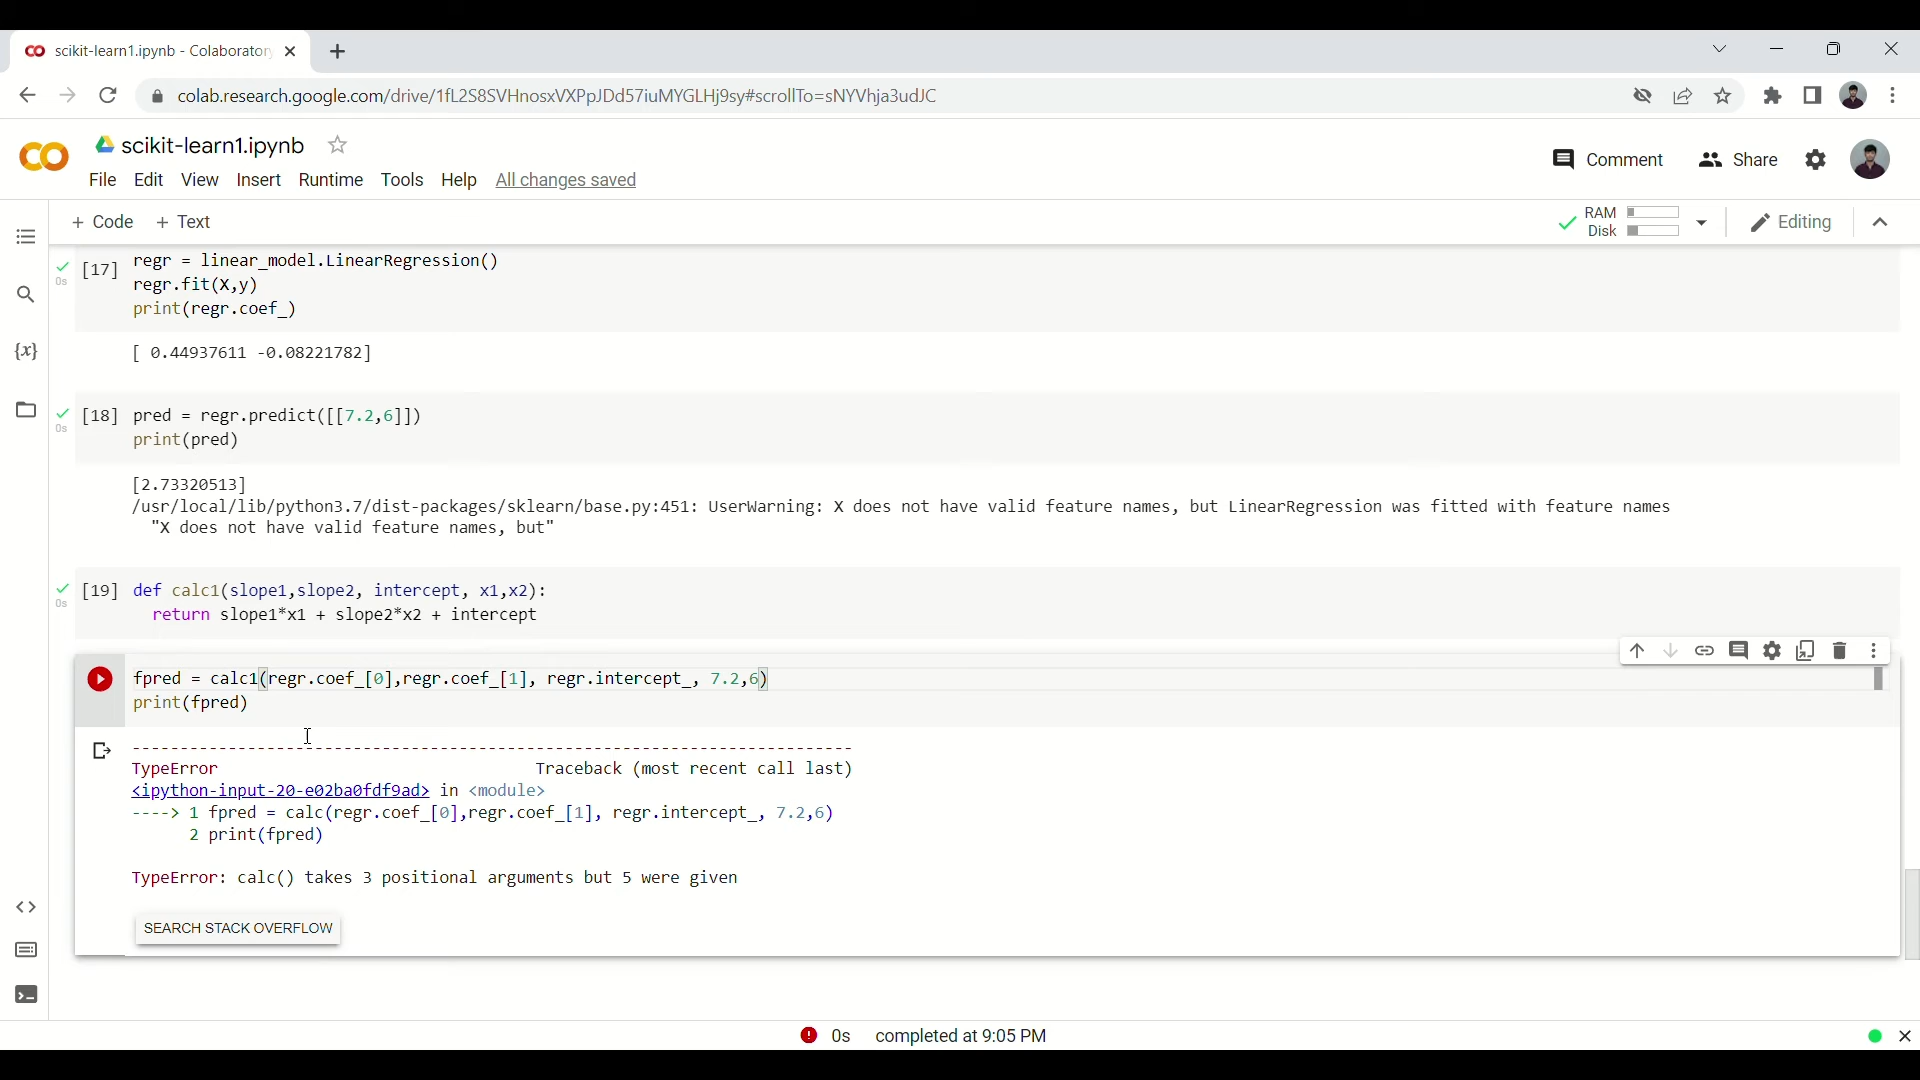 scikit-learn1.ipynb - Colaboratory
colab.research.google.com/drive/1fL2S8SVHnosxVXPpJDd57iuMYGLHj9sy#scrollTo=sNYVhja3udJC
scikit-learn1.ipynb
File Edit View Insert Runtime Tools Help All changes saved
Comment Share
+ Code + Text
RAM
Disk
Editing
[17] regr = linear_model.LinearRegression()
regr.fit(X,y)
print(regr.coef_)
0s
[ 0.44937611 -0.08221782]
[18] pred = regr.predict([[7.2,6]])
print(pred)
0s
[2.73320513]
/usr/local/lib/python3.7/dist-packages/sklearn/base.py:451: UserWarning: X does not have valid feature names, but LinearRegression was fitted with feature names
"X does not have valid feature names, but"
[19] def calc1(slope1,slope2, intercept, x1,x2):
return slope1*x1 + slope2*x2 + intercept
0s
fpred = calc1(regr.coef_[0],regr.coef_[1], regr.intercept_, 7.2,6)
print(fpred)
---------------------------------------------------------------------------
TypeError Traceback (most recent call last)
<ipython-input-20-e02ba0fdf9ad> in <module>
----> 1 fpred = calc(regr.coef_[0],regr.coef_[1], regr.intercept_, 7.2,6)
2 print(fpred)
TypeError: calc() takes 3 positional arguments but 5 were given
SEARCH STACK OVERFLOW
0s completed at 9:05 PM